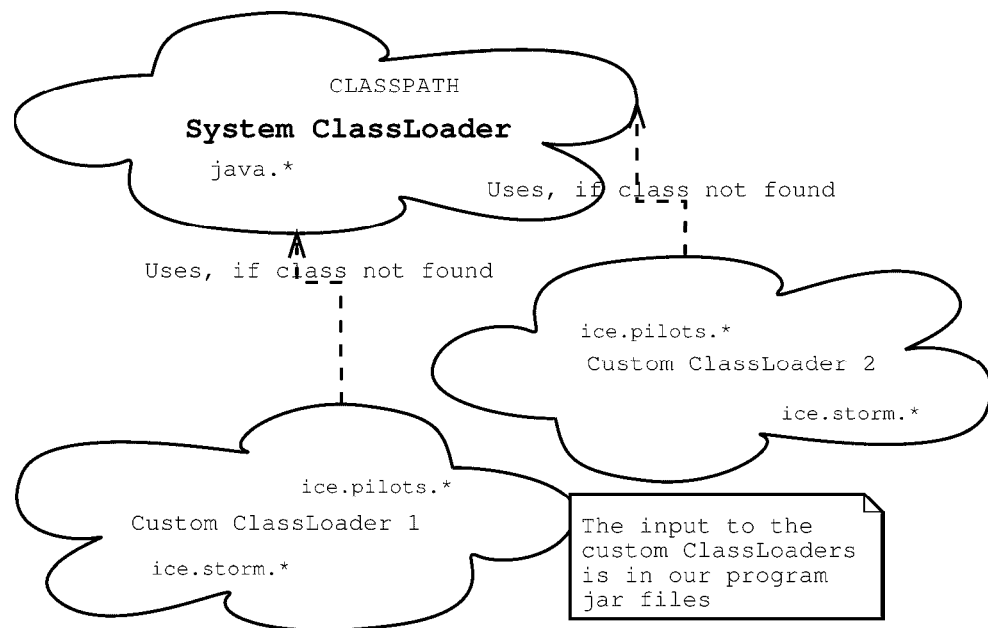 CLASSPATH
System ClassLoader
java.*
Uses, if class not found
Uses, if class not found
ice.pilots.*
Custom ClassLoader 2
ice.storm.*
ice.pilots.*
Custom ClassLoader 1
ice.storm.*
The input to the
custom ClassLoaders
is in our program
jar files